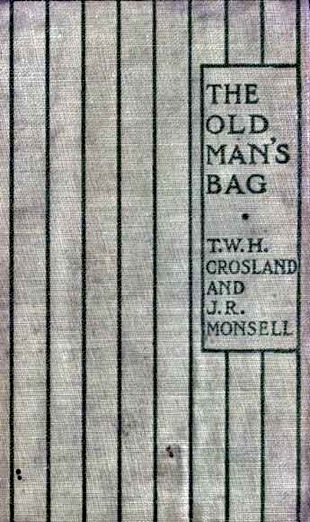 THE
OLD
MAN'S
BAG
•
T.W.H.
CROSLAND
AND
J.R.
MONSELL